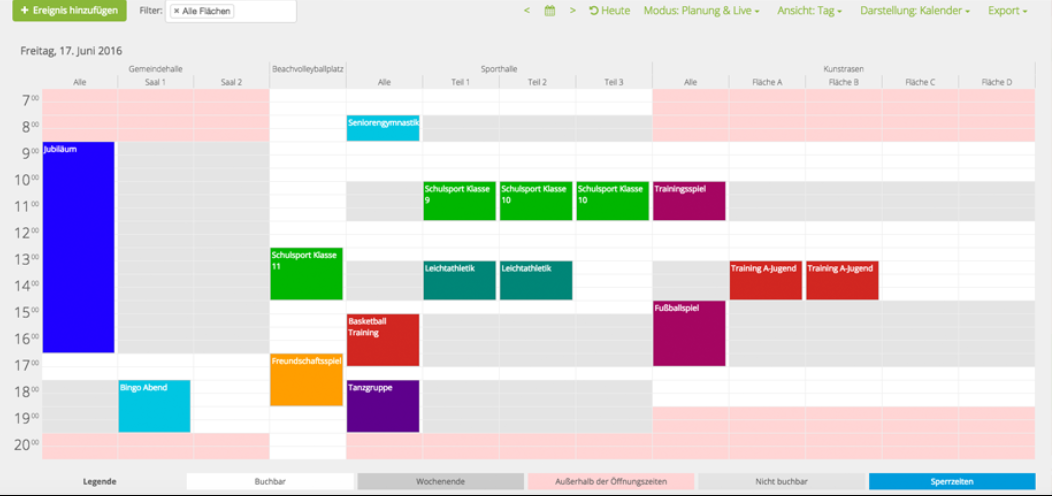 + Ereignis hinzufügen Filter: × Alle Flächen < > Heute Modus: Planung & Live Ansicht: Tag Darstellung: Kalender Export
Freitag, 17. Juni 2016
Gemeindehalle Beachvolleyballplatz Sporthalle Kunstrasen
Alle Saal 1 Saal 2 Alle Teil 1 Teil 2 Teil 3 Alle Fläche A Fläche B Fläche C Fläche D
7 00
8 00 Seniorengymnastik
9 00 Jubiläum
10 00 Schulsport Klasse Schulsport Klasse Schulsport Klasse Trainingsspiel
9 10 10
11 00
12 00
13 00 Schulsport Klasse
11 Leichtathletik Leichtathletik Training A-Jugend Training A-Jugend
14 00
15 00 Fußballspiel
Basketball
Training
16 00
17 00 Freundschaftsspiel
18 00 Bingo Abend Tanzgruppe
19 00
20 00
Legende Buchbar Wochenende Außerhalb der Öffnungszeiten Nicht buchbar Sperrzeiten